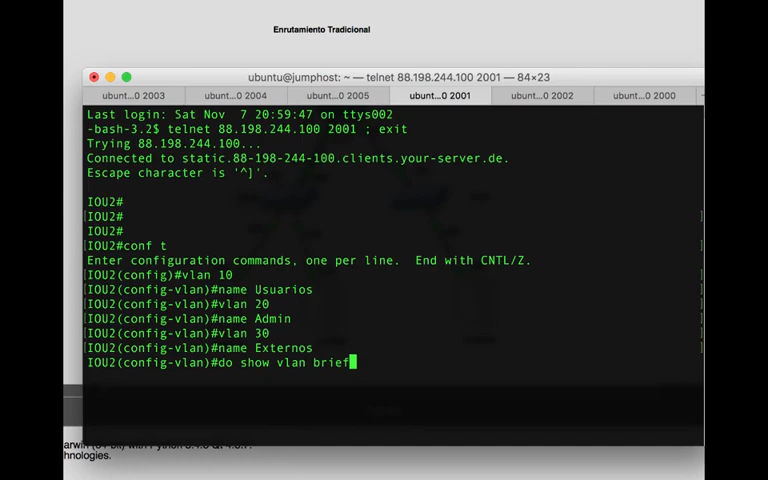 Enrutamiento Tradicional
ubuntu@jumphost: ~ — telnet 88.198.244.100 2001 — 84×23
ubunt...0 2003
ubunt...0 2004
ubunt...0 2005
ubunt...0 2001
ubunt...0 2002
ubunt...0 2000
Last login: Sat Nov  7 20:59:47 on ttys002
-bash-3.2$ telnet 88.198.244.100 2001 ; exit
Trying 88.198.244.100...
Connected to static.88-198-244-100.clients.your-server.de.
Escape character is '^]'.
IOU2#
[IOU2#
[IOU2#
[IOU2#conf t
Enter configuration commands, one per line.  End with CNTL/Z.
[IOU2(config)#vlan 10
[IOU2(config-vlan)#name Usuarios
[IOU2(config-vlan)#vlan 20
[IOU2(config-vlan)#name Admin
[IOU2(config-vlan)#vlan 30
[IOU2(config-vlan)#name Externos
IOU2(config-vlan)#do show vlan brief
hnologies.